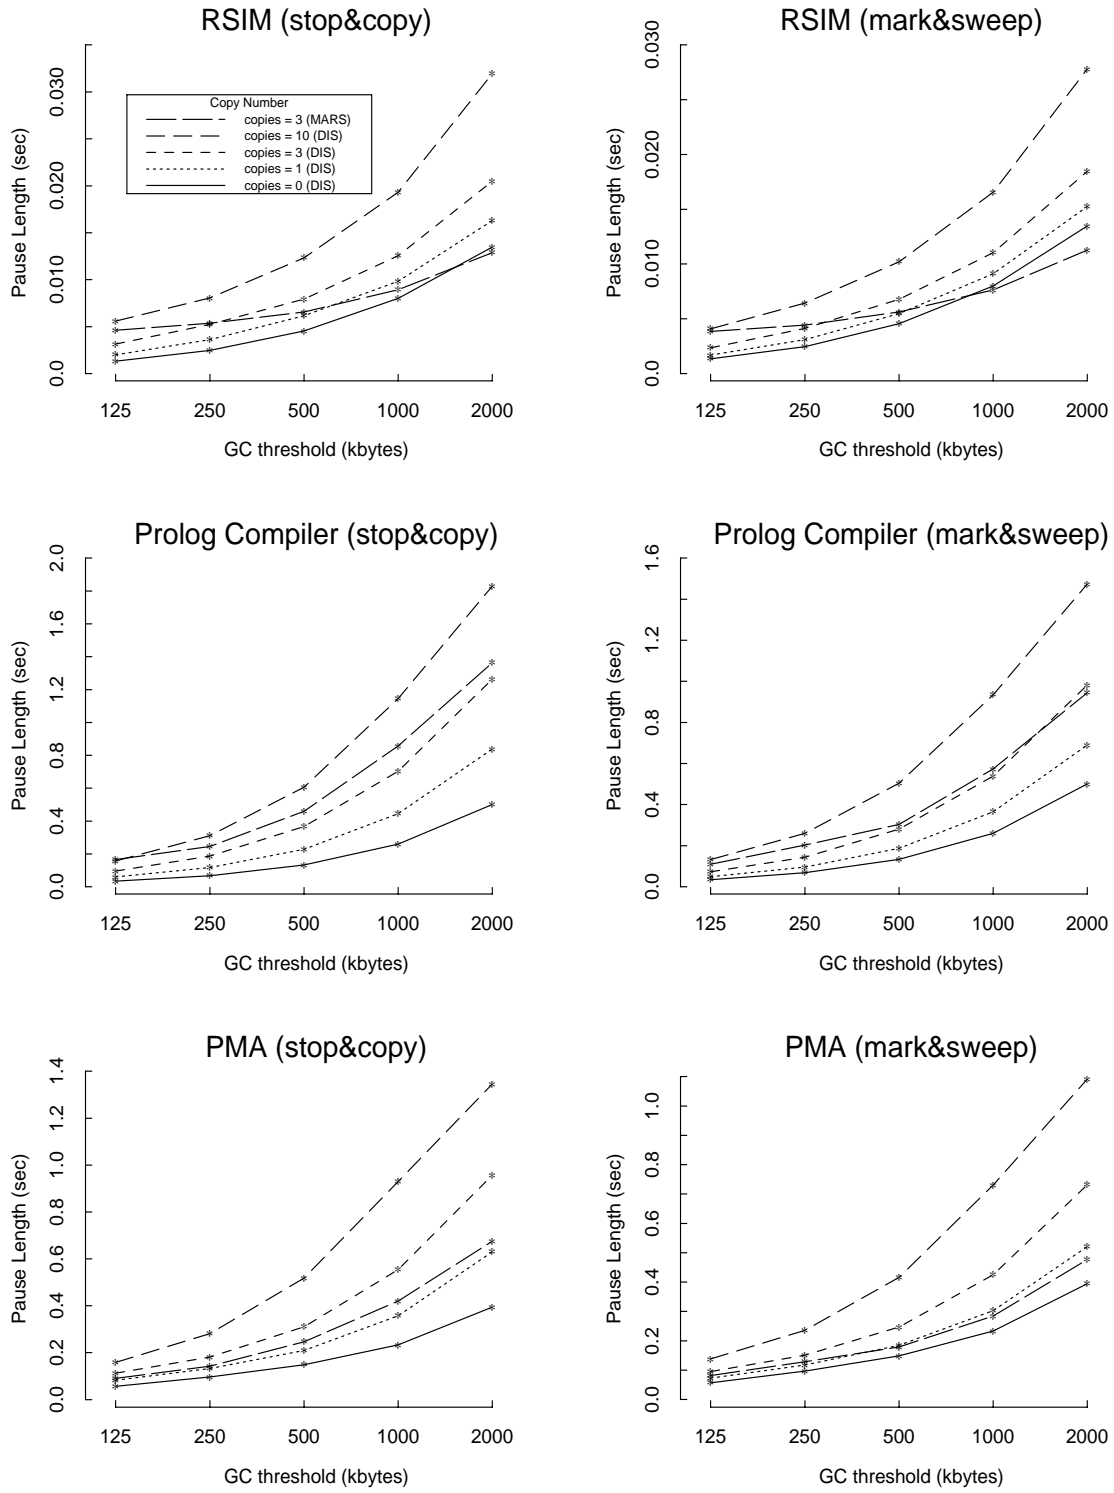 RSIM (stop&copy)
Pause Length (sec)
0.030
0.020
0.010
0.0
Copy Number
copies = 3 (MARS)
copies = 10 (DIS)
copies = 3 (DIS)
copies = 1 (DIS)
copies = 0 (DIS)
125 250 500 1000 2000
GC threshold (kbytes)
RSIM (mark&sweep)
Pause Length (sec)
0.030
0.020
0.010
0.0
125 250 500 1000 2000
GC threshold (kbytes)
Prolog Compiler (stop&copy)
Pause Length (sec)
2.0
1.6
1.2
0.8
0.4
0.0
125 250 500 1000 2000
GC threshold (kbytes)
Prolog Compiler (mark&sweep)
Pause Length (sec)
1.6
1.2
0.8
0.4
0.0
125 250 500 1000 2000
GC threshold (kbytes)
PMA (stop&copy)
Pause Length (sec)
1.4
1.2
1.0
0.8
0.6
0.4
0.2
0.0
125 250 500 1000 2000
GC threshold (kbytes)
PMA (mark&sweep)
Pause Length (sec)
1.0
0.8
0.6
0.4
0.2
0.0
125 250 500 1000 2000
GC threshold (kbytes)